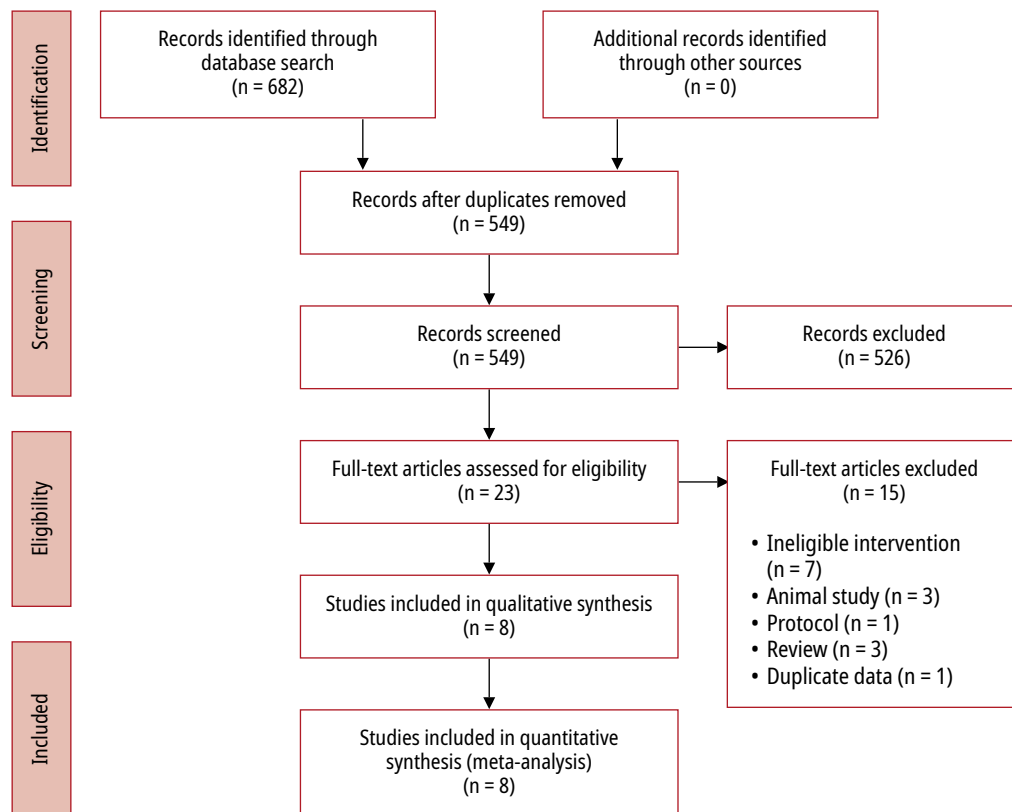 Identification
Records identified through
database search
(n = 682)
Additional records identified
through other sources
(n = 0)
Records after duplicates removed
(n = 549)
Screening
Records screened
(n = 549)
Records excluded
(n = 526)
Eligibility
Full-text articles assessed for eligibility
(n = 23)
Full-text articles excluded
(n = 15)
• Ineligible intervention
(n = 7)
• Animal study (n = 3)
• Protocol (n = 1)
• Review (n = 3)
• Duplicate data (n = 1)
Studies included in qualitative synthesis
(n = 8)
Included
Studies included in quantitative
synthesis (meta-analysis)
(n = 8)